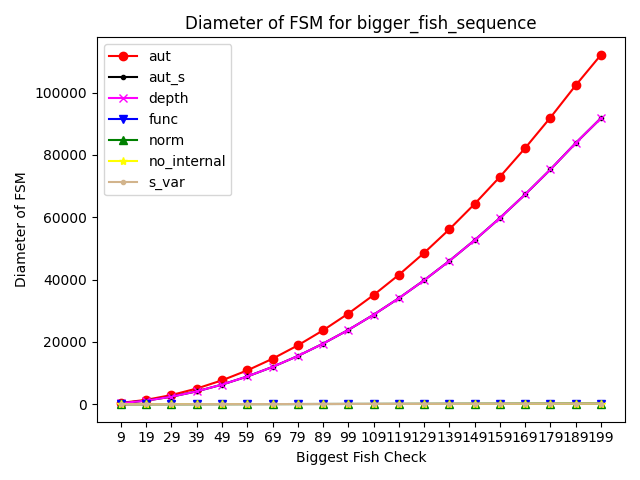 Diameter of FSM for bigger_fish_sequence
aut
aut_s
depth
func
norm
no_internal
s_var
Diameter of FSM
100000
80000
60000
40000
20000
0
9 19 29 39 49 59 69 79 89 99 109 119 129 139 149 159 169 179 189 199
Biggest Fish Check